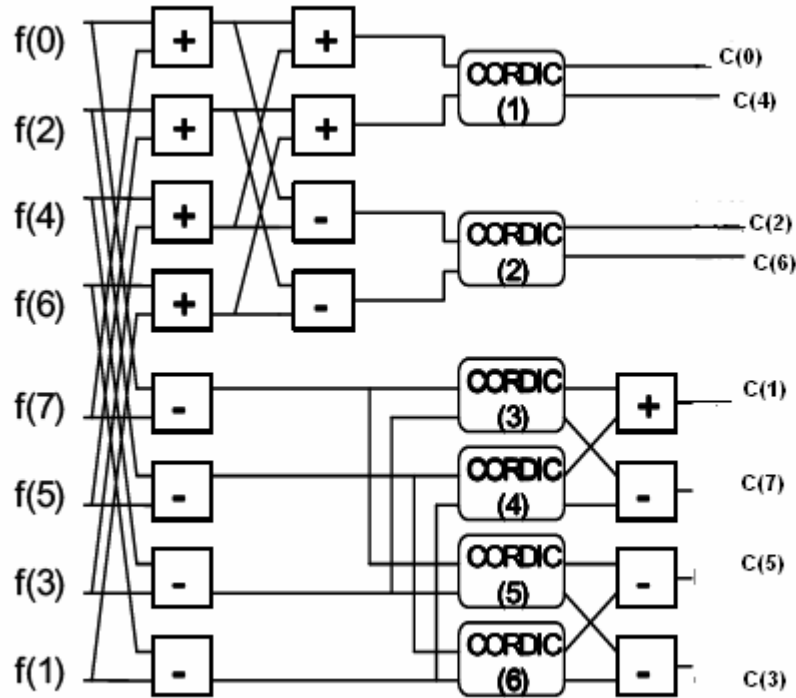 f(0)
f(2)
f(4)
f(6)
f(7)
f(5)
f(3)
f(1)
+
+
+
+
-
-
-
-
+
+
-
-
CORDIC
(1)
CORDIC
(2)
CORDIC
(3)
CORDIC
(4)
CORDIC
(5)
CORDIC
(6)
+
-
-
-
C(0)
C(4)
C(2)
C(6)
C(1)
C(7)
C(5)
C(3)